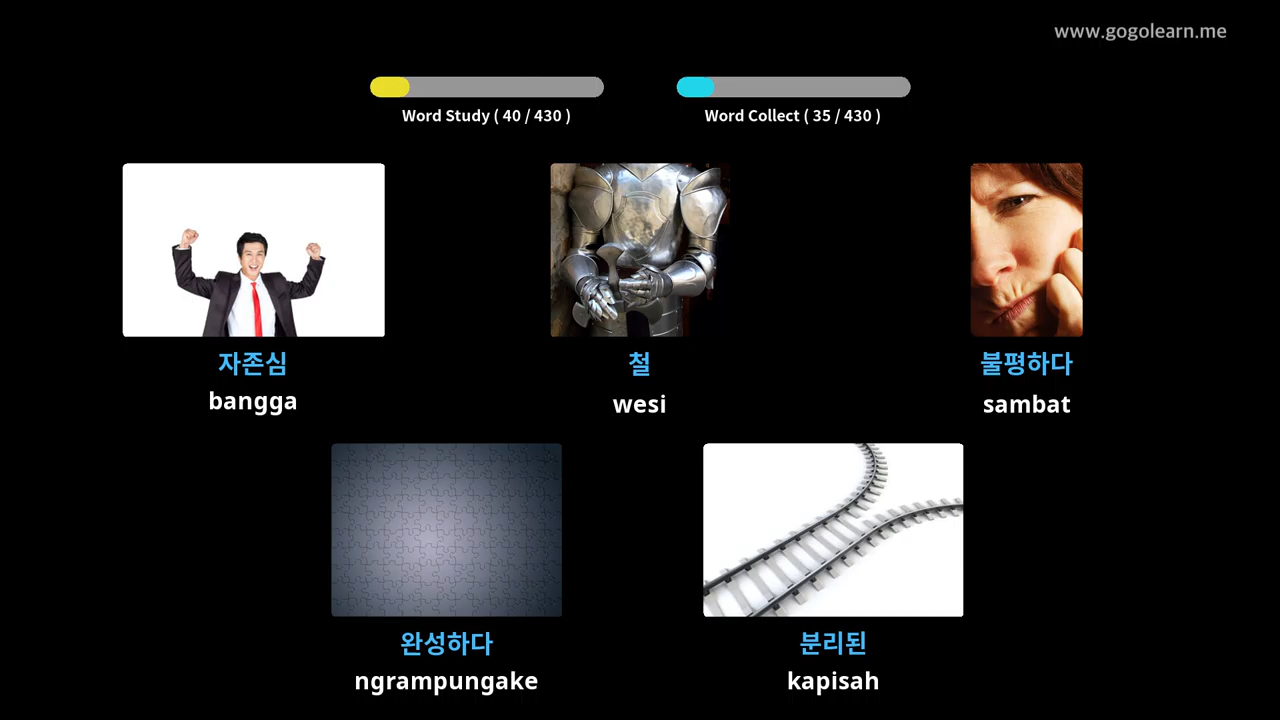 www.gogolearn.me
Word Study ( 40 / 430 )
Word Collect ( 35 / 430 )
자존심
bangga
철
wesi
불평하다
sambat
완성하다
ngrampungake
분리된
kapisah